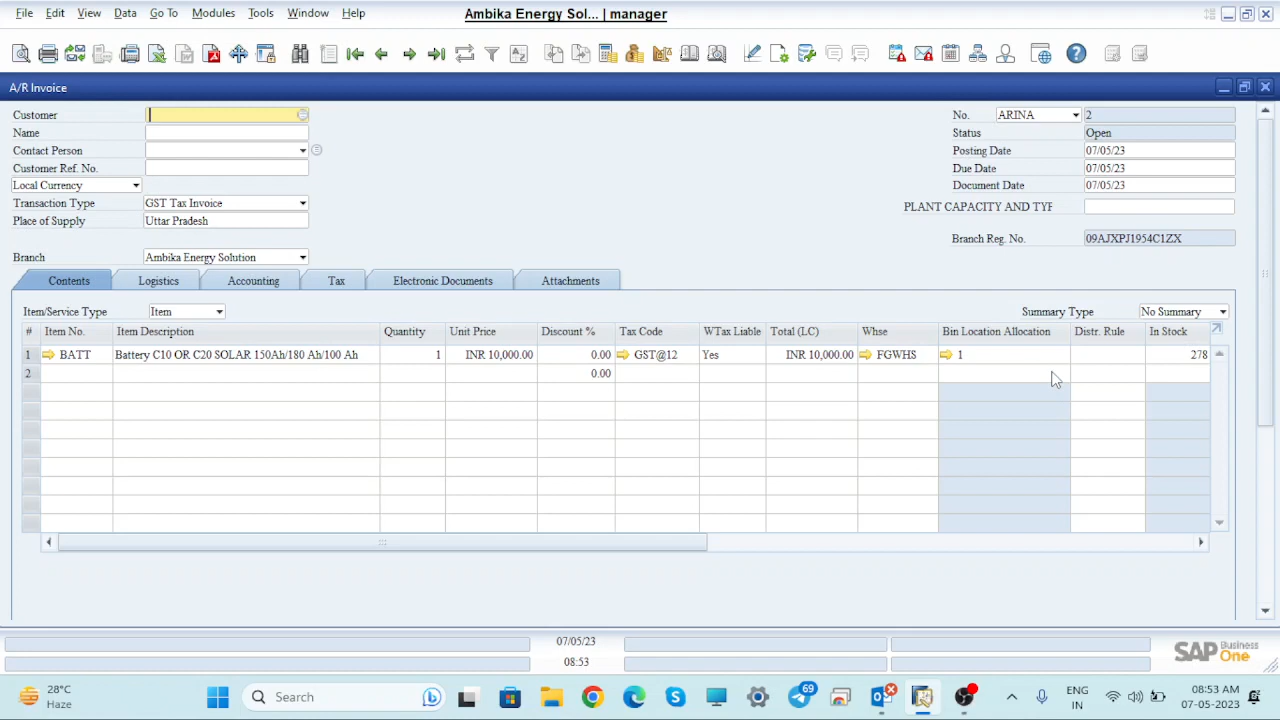 File Edit View Data Go To Modules Tools Window Help Ambika Energy Sol... | manager
A/R Invoice
Customer
Name
Contact Person
Customer Ref. No.
Local Currency
Transaction Type GST Tax Invoice
Place of Supply Uttar Pradesh
Branch Ambika Energy Solution
No. ARINA 2
Status Open
Posting Date 07/05/23
Due Date 07/05/23
Document Date 07/05/23
PLANT CAPACITY AND TYF
Branch Reg. No. 09AJXPJ1954C1ZX
Contents Logistics Accounting Tax Electronic Documents Attachments
Item/Service Type Item Summary Type No Summary
# Item No. Item Description Quantity Unit Price Discount % Tax Code WTax Liable Total (LC) Whse Bin Location Allocation Distr. Rule In Stock
1 BATT Battery C10 OR C20 SOLAR 150Ah/180 Ah/100 Ah 1 INR 10,000.00 0.00 GST@12 Yes INR 10,000.00 FGWHS 1 278
2 0.00
07/05/23
08:53
SAP Business One
28°C
Haze
Search
69
ENG
IN
08:53 AM
07-05-2023